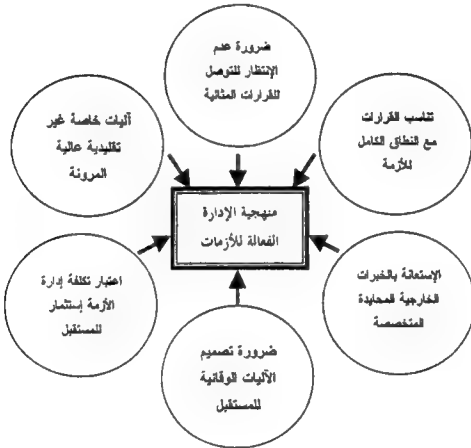 ضرورة عدم
الإنتظار للتوصل
للقرارات المثالية
تناسب القرارات
مع النطاق الكامل
للأزمة
آليات خاصة غير
تقليدية عالية
المرونة
منهجية الإدارة
الفعالة للأزمات
الإستعانة بالخبرات
الخارجية المحايدة
المتخصصة
اعتبار تكلفة إدارة
الأزمة إستثمار
للمستقبل
ضرورة تصميم
الآليات الوقائية
للمستقبل